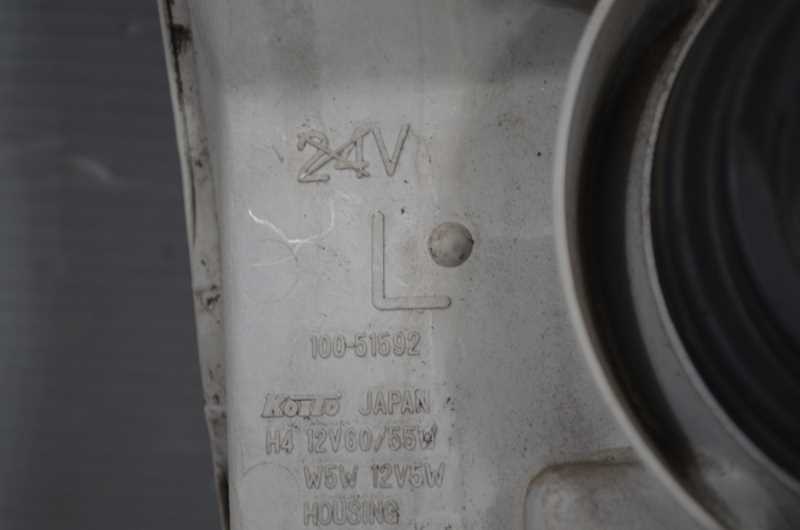 24V
L
100-51592
KOITO JAPAN
H4 12V60/55W
W5W 12V5W
HOUSING